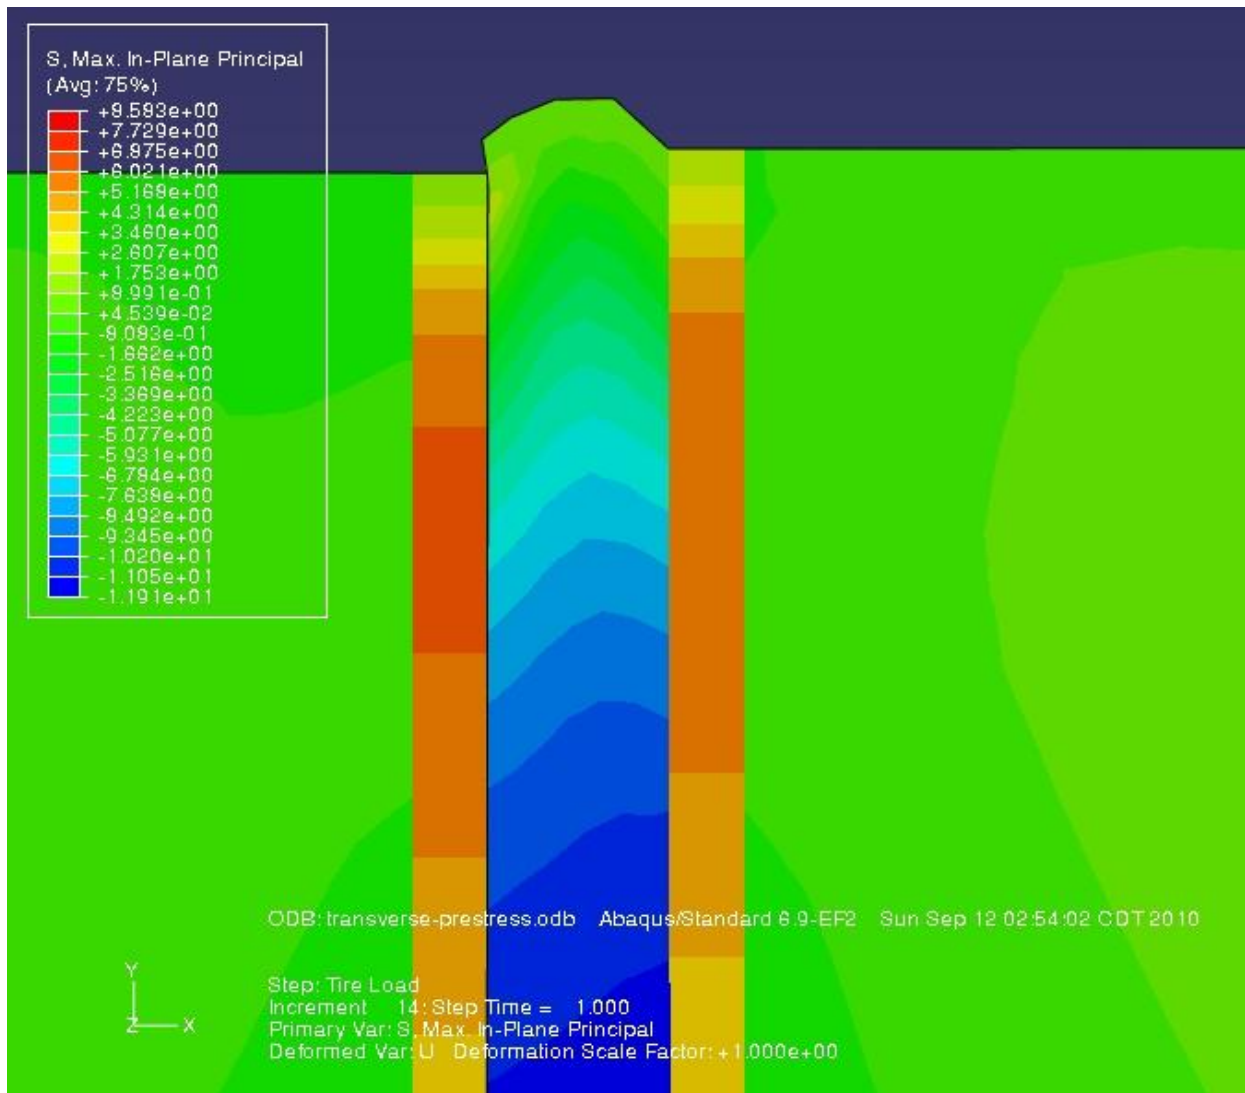 S, Max. In-Plane Principal
(Avg: 75%)
+8.583e+00
+7.729e+00
+6.875e+00
+6.021e+00
+5.168e+00
+4.314e+00
+3.460e+00
+2.607e+00
+1.753e+00
+8.991e-01
+4.539e-02
-8.083e-01
-1.662e+00
-2.516e+00
-3.369e+00
-4.223e+00
-5.077e+00
-5.931e+00
-6.784e+00
-7.638e+00
-8.492e+00
-9.345e+00
-1.020e+01
-1.105e+01
-1.191e+01
ODB: transverse-prestress.odb Abaqus/Standard 6.9-EF2 Sun Sep 12 02:54:02 CDT 2010
Y
Z X
Step: Tire Load
Increment 14: Step Time = 1.000
Primary Var: S, Max. In-Plane Principal
Deformed Var: U Deformation Scale Factor: +1.000e+00